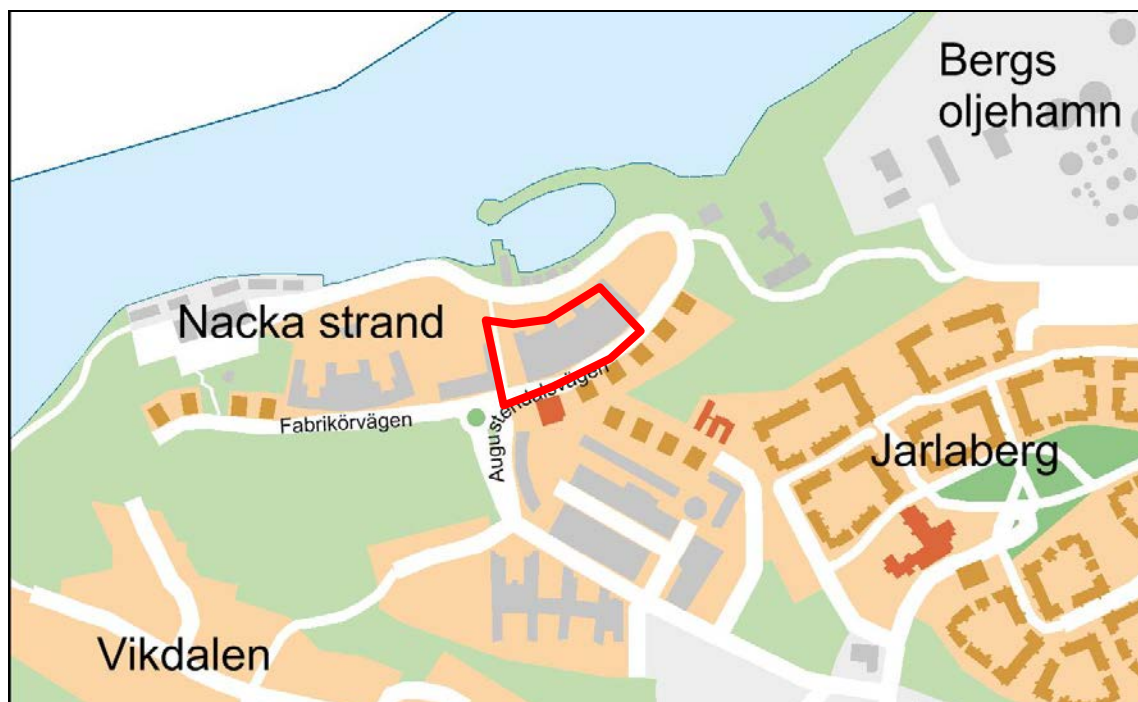 Bergs
oljehamn
Nacka strand
Fabrikörvägen
Augustendalsvägen
Jarlaberg
Vikdalen